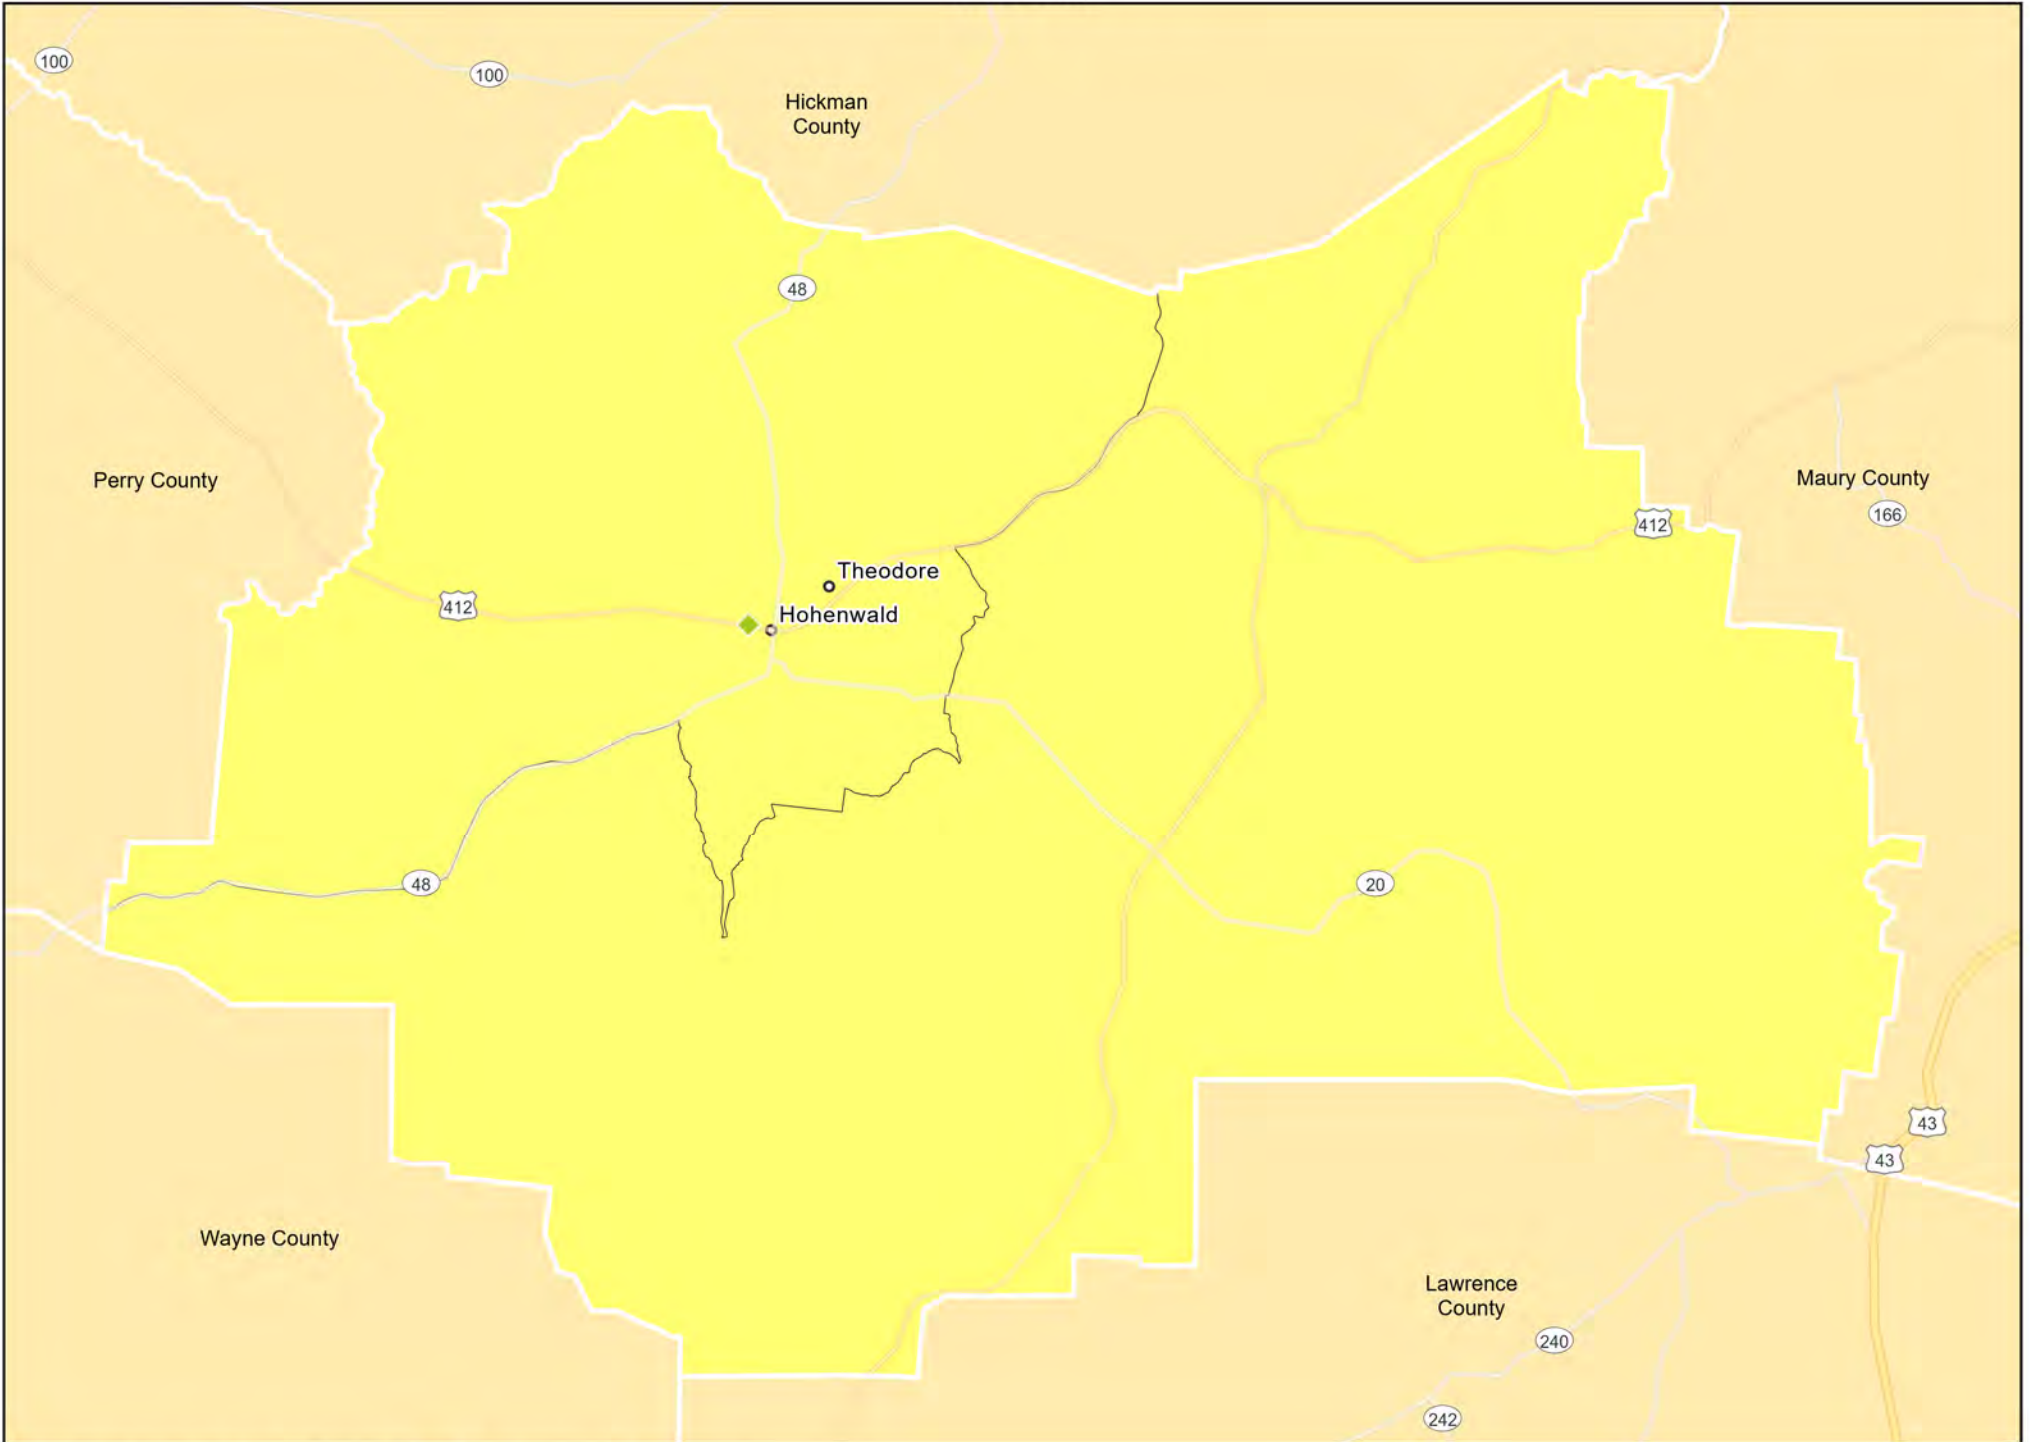 100
100
Hickman
County
48
Perry County
Maury County
166
412
Theodore
412
Hohenwald
48
20
43
43
Wayne County
Lawrence
County
240
242